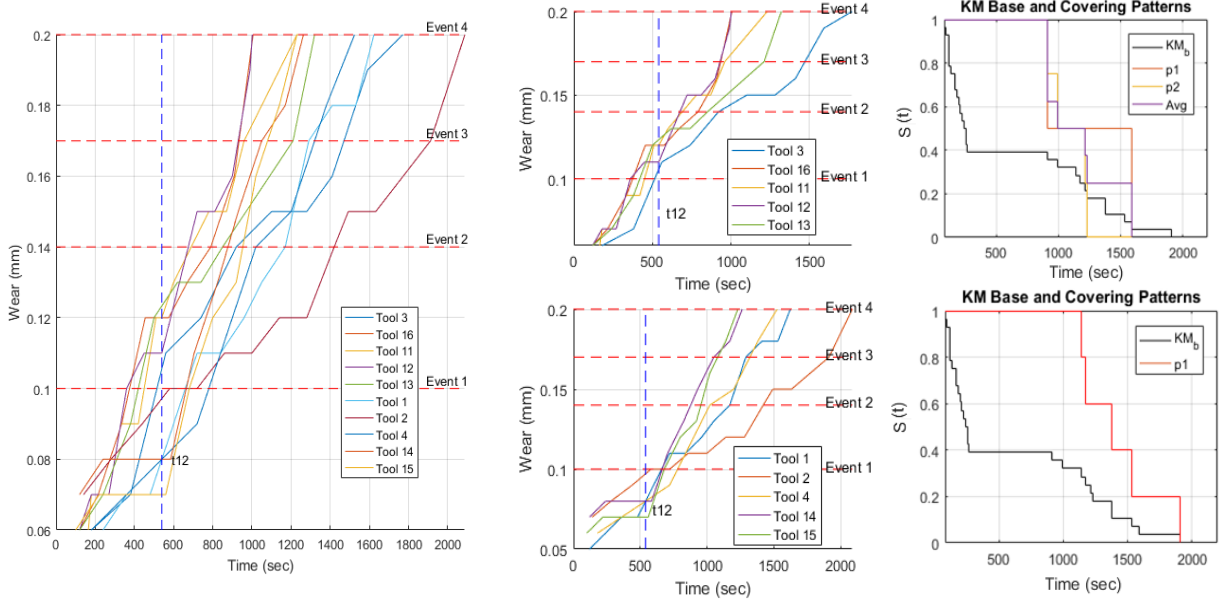 Wear (mm)
0.2
0.18
0.16
0.14
0.12
0.1
0.08
0.06
Event 4
Event 3
Event 2
Event 1
t12
Tool 3
Tool 16
Tool 11
Tool 12
Tool 13
Tool 1
Tool 2
Tool 4
Tool 14
Tool 15
0 200 400 600 800 1000 1200 1400 1600 1800 2000
Time (sec)
Wear (mm)
0.2
0.15
0.1
Event 4
Event 3
Event 2
Event 1
t12
Tool 3
Tool 16
Tool 11
Tool 12
Tool 13
0 500 1000 1500
Time (sec)
KM Base and Covering Patterns
S (t)
1
0.8
0.6
0.4
0.2
0
KMb
p1
p2
Avg
500 1000 1500 2000
Time (sec)
Wear (mm)
0.2
0.15
0.1
0.05
Event 4
Event 3
Event 2
Event 1
t12
Tool 1
Tool 2
Tool 4
Tool 14
Tool 15
0 500 1000 1500 2000
Time (sec)
KM Base and Covering Patterns
S (t)
1
0.8
0.6
0.4
0.2
0
KMb
p1
500 1000 1500 2000
Time (sec)